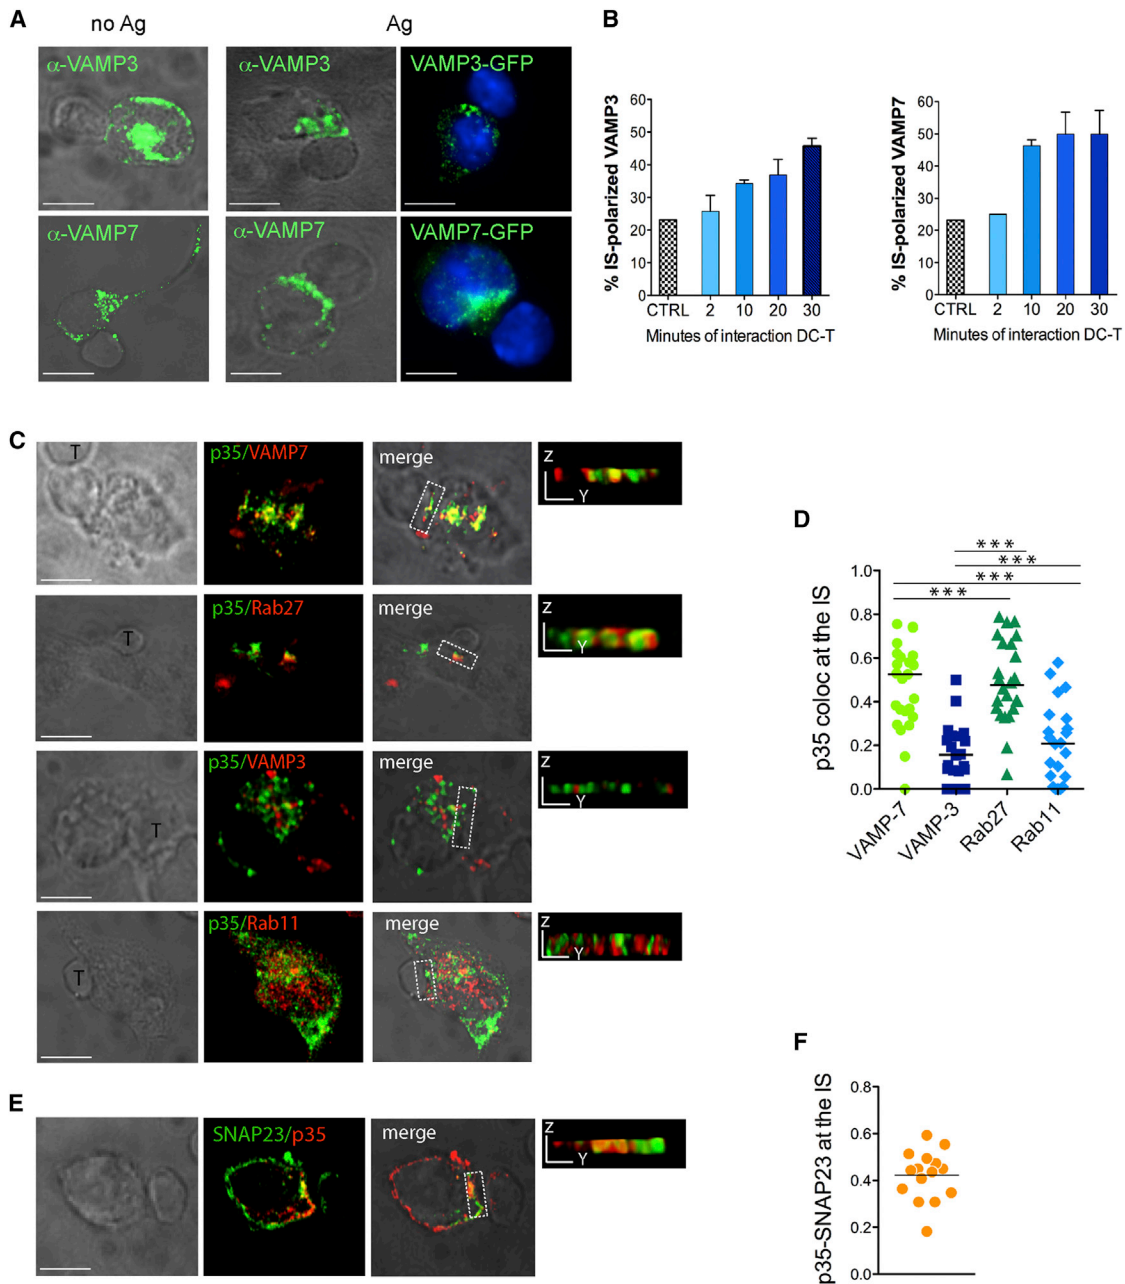 A
no Ag
Ag
α-VAMP3
α-VAMP3
VAMP3-GFP
α-VAMP7
α-VAMP7
VAMP7-GFP
B
% IS-polarized VAMP3
60
50
40
30
20
10
0
CTRL 2 10 20 30
Minutes of interaction DC-T
% IS-polarized VAMP7
60
50
40
30
20
10
0
CTRL 2 10 20 30
Minutes of interaction DC-T
C
T
p35/VAMP7
merge
Z
Y
T
p35/Rab27
merge
Z
Y
T
p35/VAMP3
merge
Z
Y
T
p35/Rab11
merge
Z
Y
D
***
***
***
***
p35 coloc at the IS
1.0
0.8
0.6
0.4
0.2
0.0
VAMP-7
VAMP-3
Rab27
Rab11
E
SNAP23/p35
merge
Z
Y
F
p35-SNAP23 at the IS
0.8
0.6
0.4
0.2
0.0